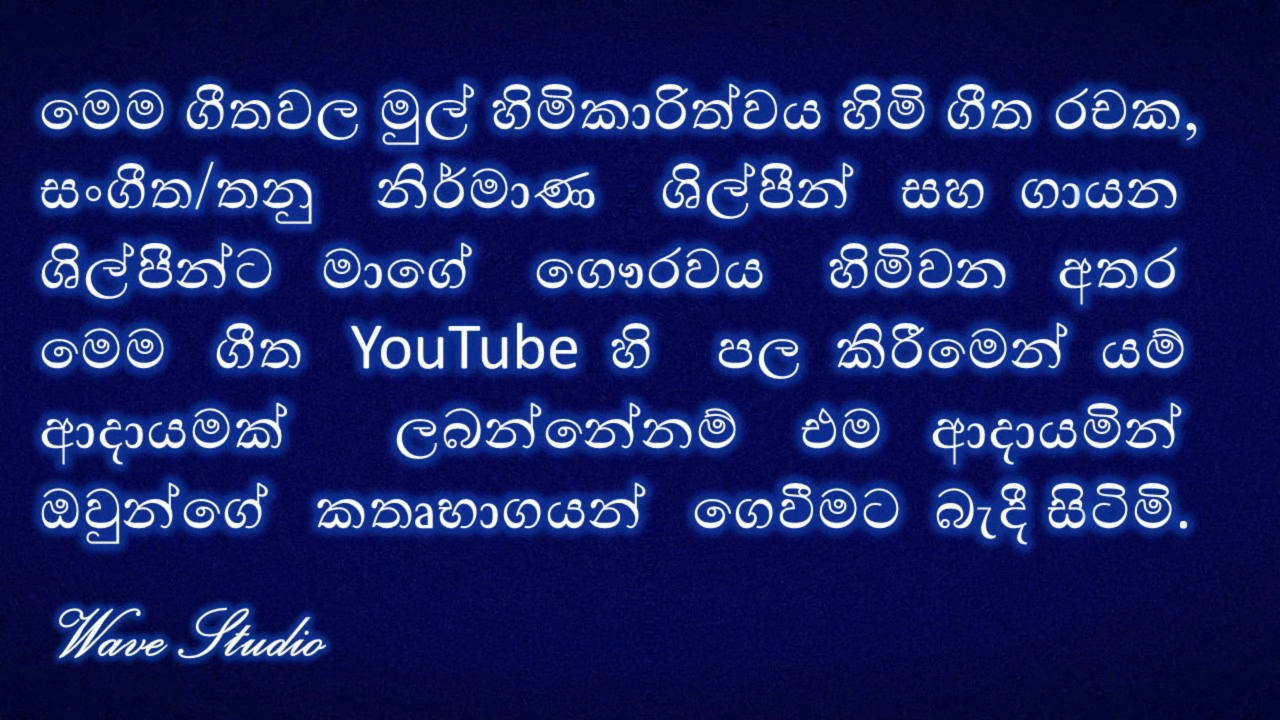 මෙම ගීතවල මුල් හිමිකාරිත්වය හිමි ගීත රචක,
සංගීත/තනු නිර්මාණ ශිල්පීන් සහ ගායන
ශිල්පීන්ට මාගේ ගෞරවය හිමිවන අතර
මෙම ගීත YouTube හි පල කිරීමෙන් යම්
ආදායමක් ලබන්නේනම් එම ආදායමින්
ඔවුන්ගේ කතෘභාගයන් ගෙවීමට බැදී සිටිමි.
Wave Studio